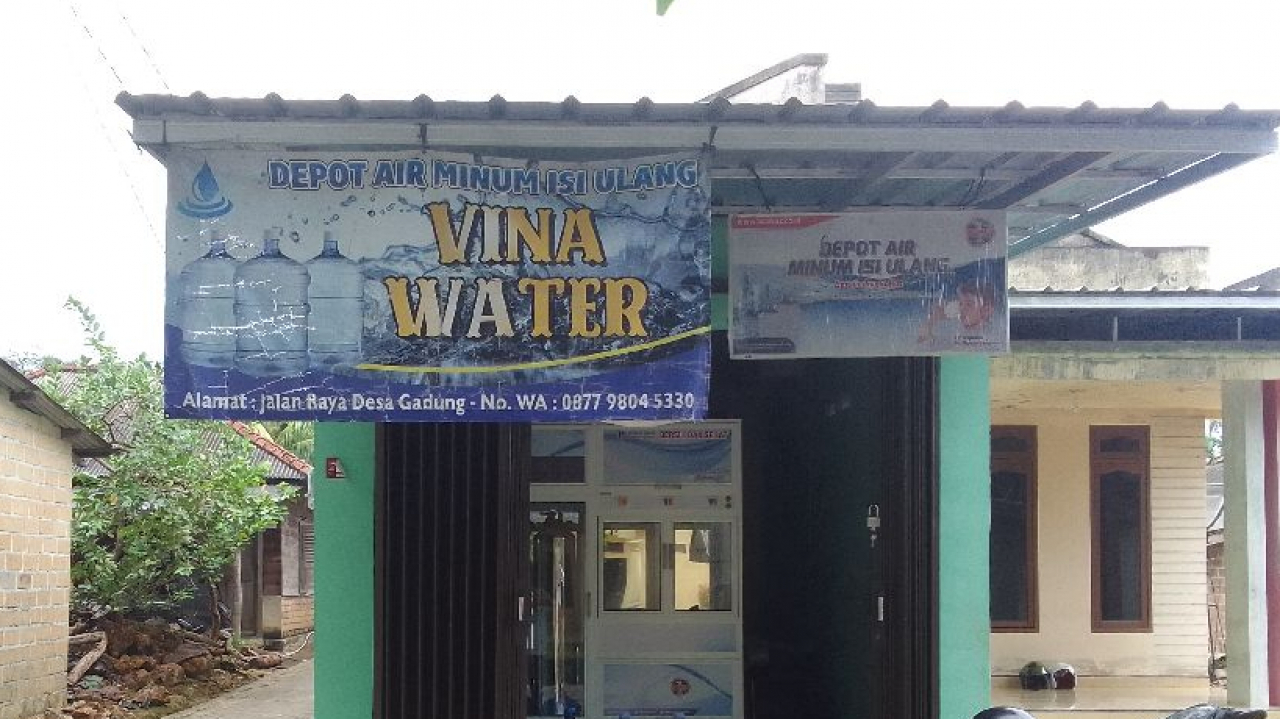 DEPOT AIR MINUM ISI ULANG
VINA
WATER
Alamat : Jalan Raya Desa Gadung - No. WA : 0877 9804 5330
DEPOT AIR
MINUM ISI ULANG